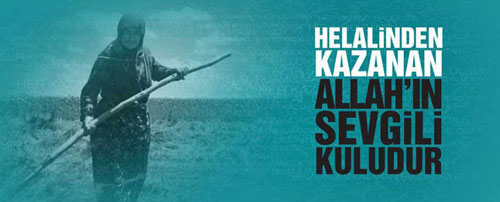 HELALİNDEN
KAZANAN
ALLAH'IN
SEVGİLİ
KULUDUR